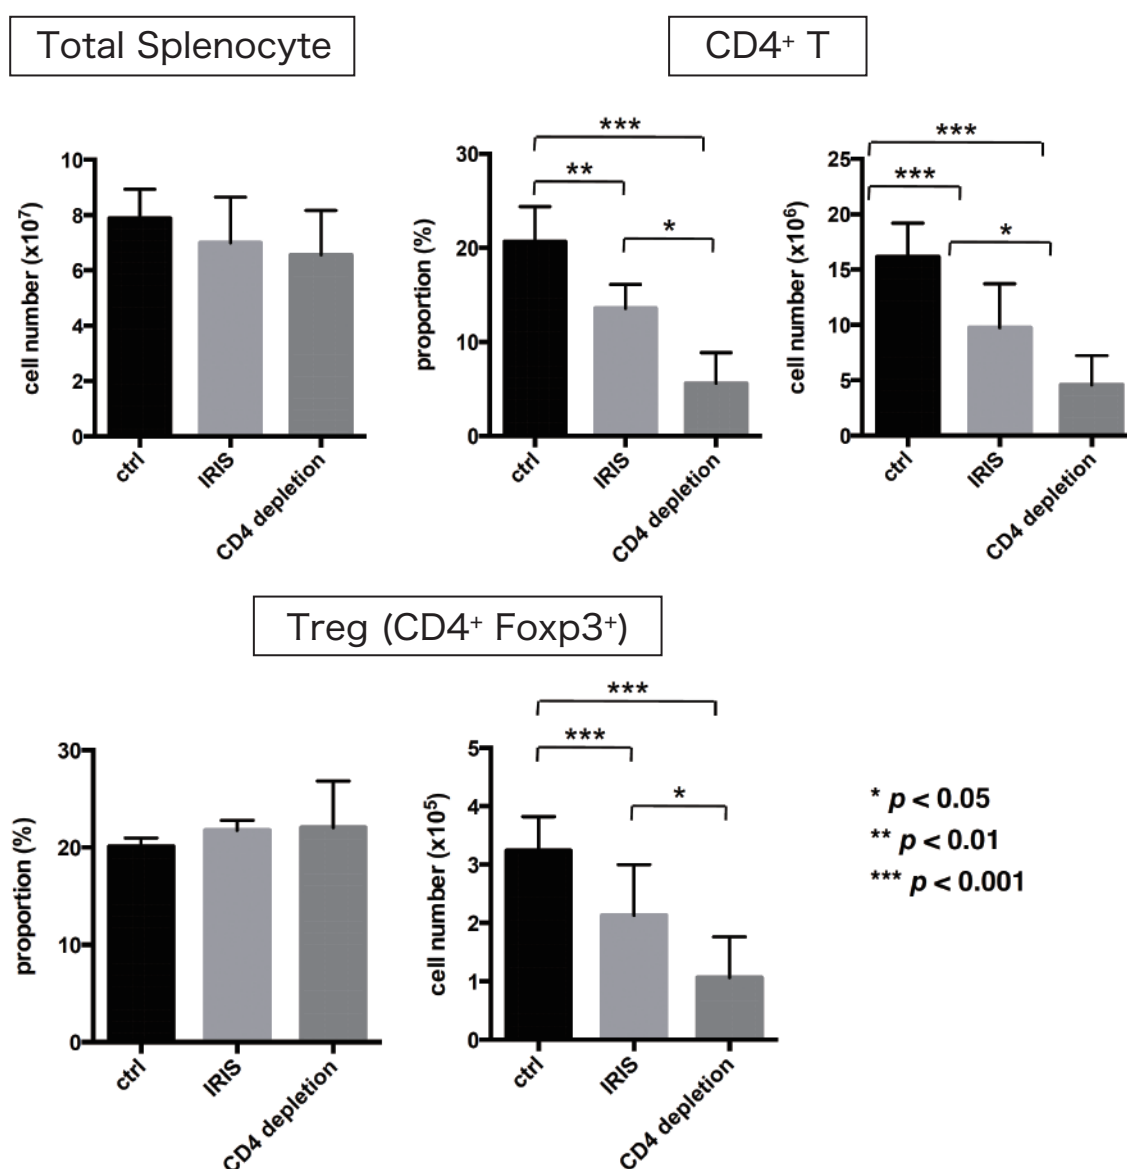 Total Splenocyte
CD4⁺ T
cell number (x10⁷)
10
8
6
4
2
0
ctrl
IRIS
CD4 depletion
proportion (%)
30
20
10
0
***
**
*
ctrl
IRIS
CD4 depletion
cell number (x10⁶)
25
20
15
10
5
0
***
***
*
ctrl
IRIS
CD4 depletion
Treg (CD4⁺ Foxp3⁺)
proportion (%)
30
20
10
0
ctrl
IRIS
CD4 depletion
cell number (x10⁵)
5
4
3
2
1
0
***
***
*
ctrl
IRIS
CD4 depletion
* p < 0.05
** p < 0.01
*** p < 0.001